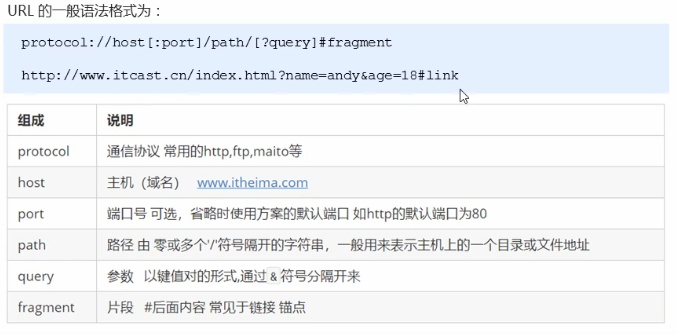 URL 的一般语法格式为：
protocol://host[:port]/path/[?query]#fragment
http://www.itcast.cn/index.html?name=andy&age=18#link
组成 说明
protocol 通信协议 常用的http,ftp,maito等
host 主机（域名） www.itheima.com
port 端口号 可选，省略时使用方案的默认端口 如http的默认端口为80
path 路径 由 零或多个'/'符号隔开的字符串，一般用来表示主机上的一个目录或文件地址
query 参数 以键值对的形式,通过 & 符号分隔开来
fragment 片段 #后面内容 常见于链接 锚点